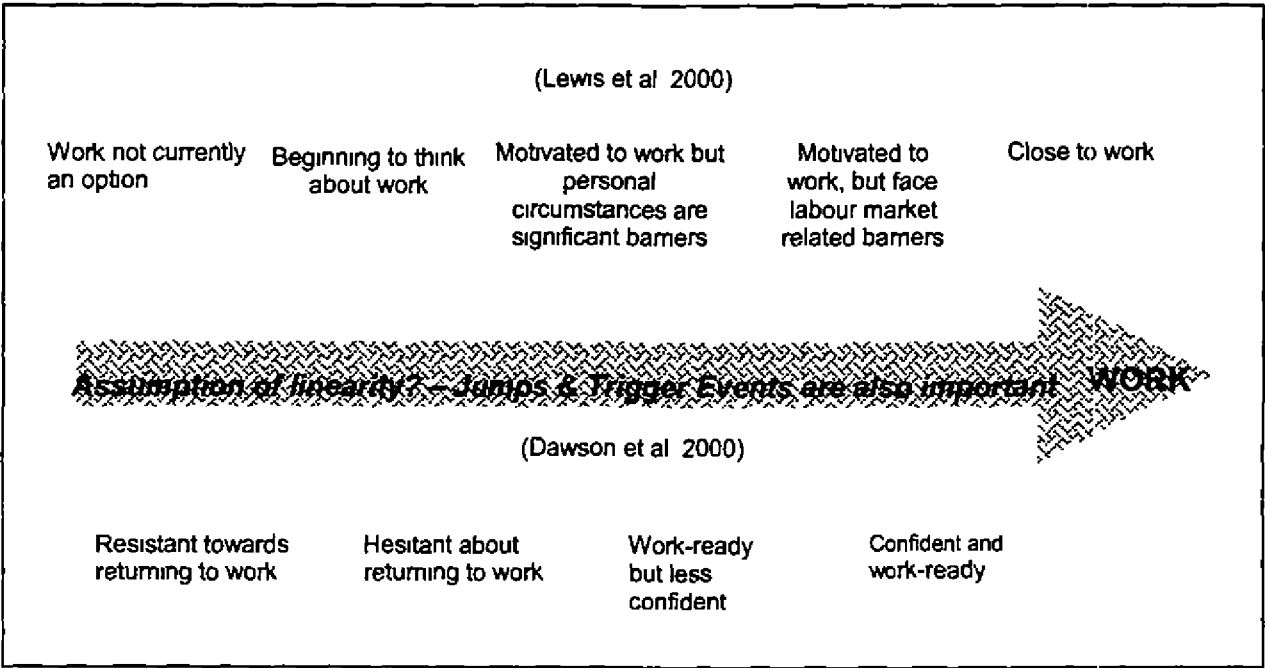 (Lewis et al 2000)
Work not currently
an option
Beginning to think
about work
Motivated to work but
personal
circumstances are
significant barriers
Motivated to
work, but face
labour market
related barriers
Close to work
Assumption of linearity? – Jumps & Trigger Events are also important
WORK
(Dawson et al 2000)
Resistant towards
returning to work
Hesitant about
returning to work
Work-ready
but less
confident
Confident and
work-ready